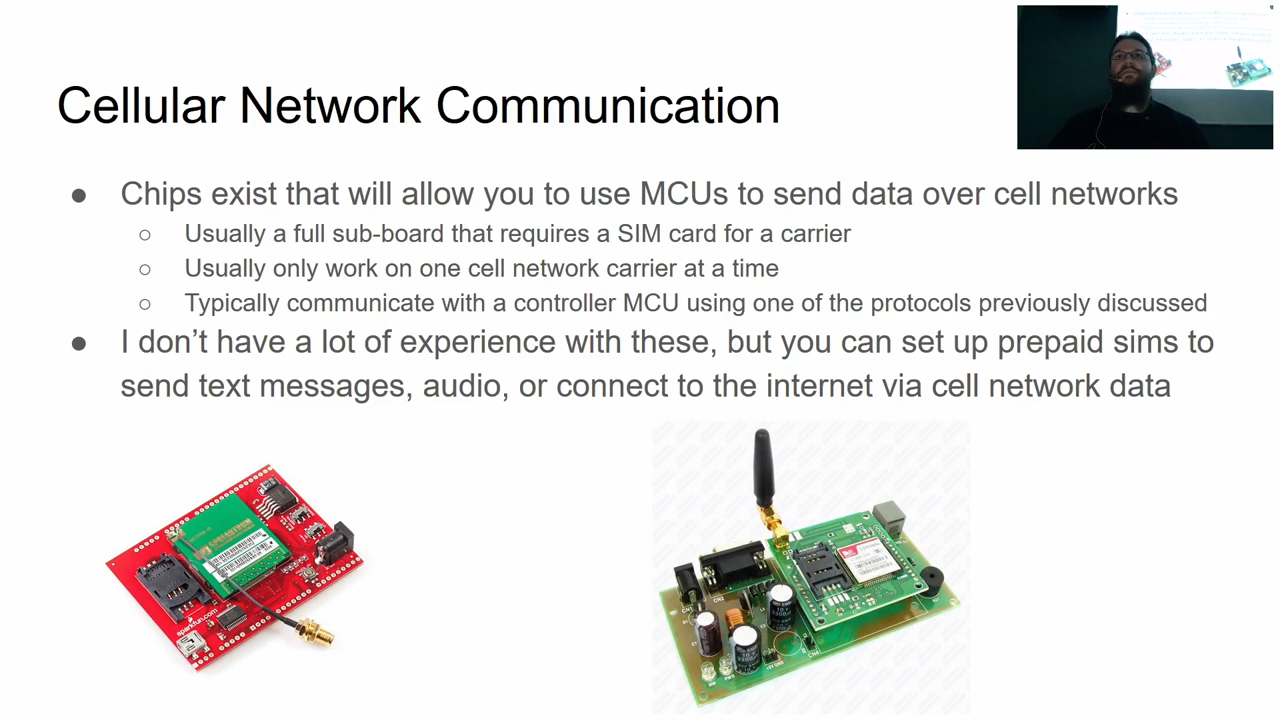 Cellular Network Communication
● Chips exist that will allow you to use MCUs to send data over cell networks
○ Usually a full sub-board that requires a SIM card for a carrier
○ Usually only work on one cell network carrier at a time
○ Typically communicate with a controller MCU using one of the protocols previously discussed
● I don’t have a lot of experience with these, but you can set up prepaid sims to
send text messages, audio, or connect to the internet via cell network data
SPREADTRUM
sparkfun.com
CN1
CN2